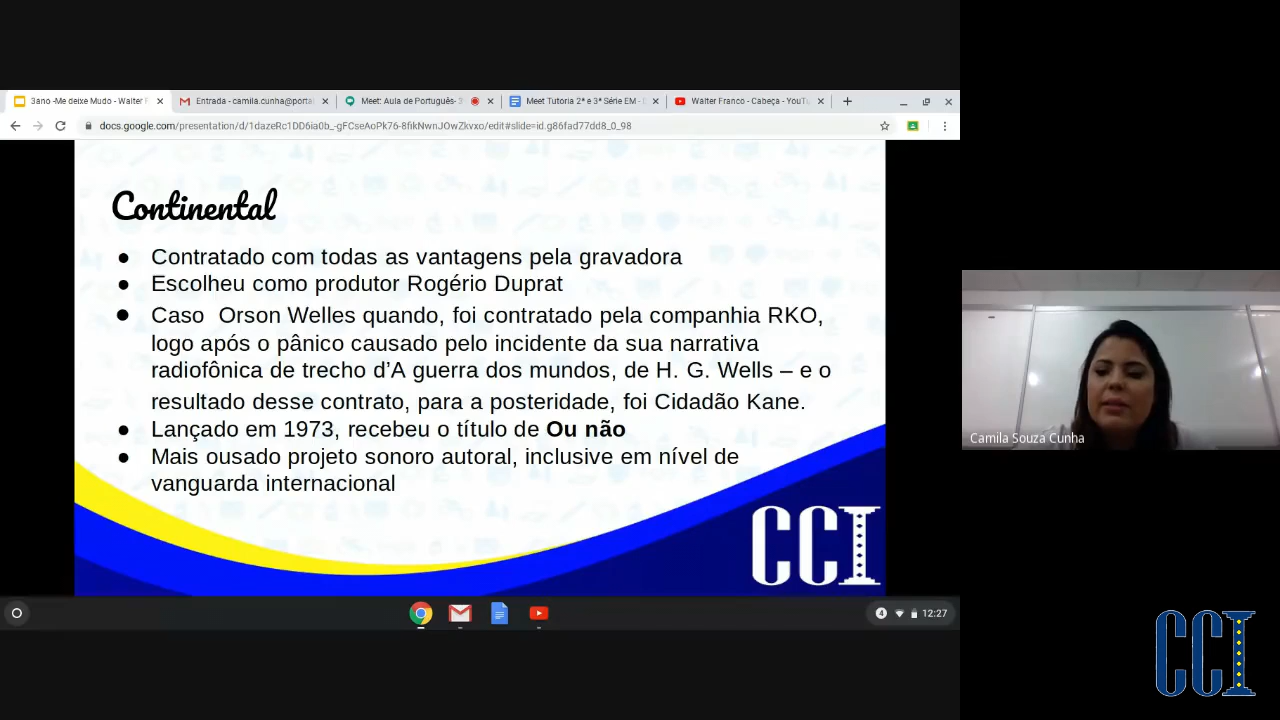 3ano -Me deixe Mudo - Walter F
Entrada - camila.cunha@porta
Meet: Aula de Português- 2
Meet Tutoria 2ª e 3ª Série EM - 
Walter Franco - Cabeça - YouTu
docs.google.com/presentation/d/1dazeRc1DD6ia0b_-gFCseAoPk76-8fikNwnJOwZkvxo/edit#slide=id.g86fad77dd8_0_98
Continental
● Contratado com todas as vantagens pela gravadora
● Escolheu como produtor Rogério Duprat
● Caso  Orson Welles quando, foi contratado pela companhia RKO,
logo após o pânico causado pelo incidente da sua narrativa
radiofônica de trecho d’A guerra dos mundos, de H. G. Wells – e o
resultado desse contrato, para a posteridade, foi Cidadão Kane.
● Lançado em 1973, recebeu o título de Ou não
● Mais ousado projeto sonoro autoral, inclusive em nível de
vanguarda internacional
CCI
4 12:27
Camila Souza Cunha
CCI